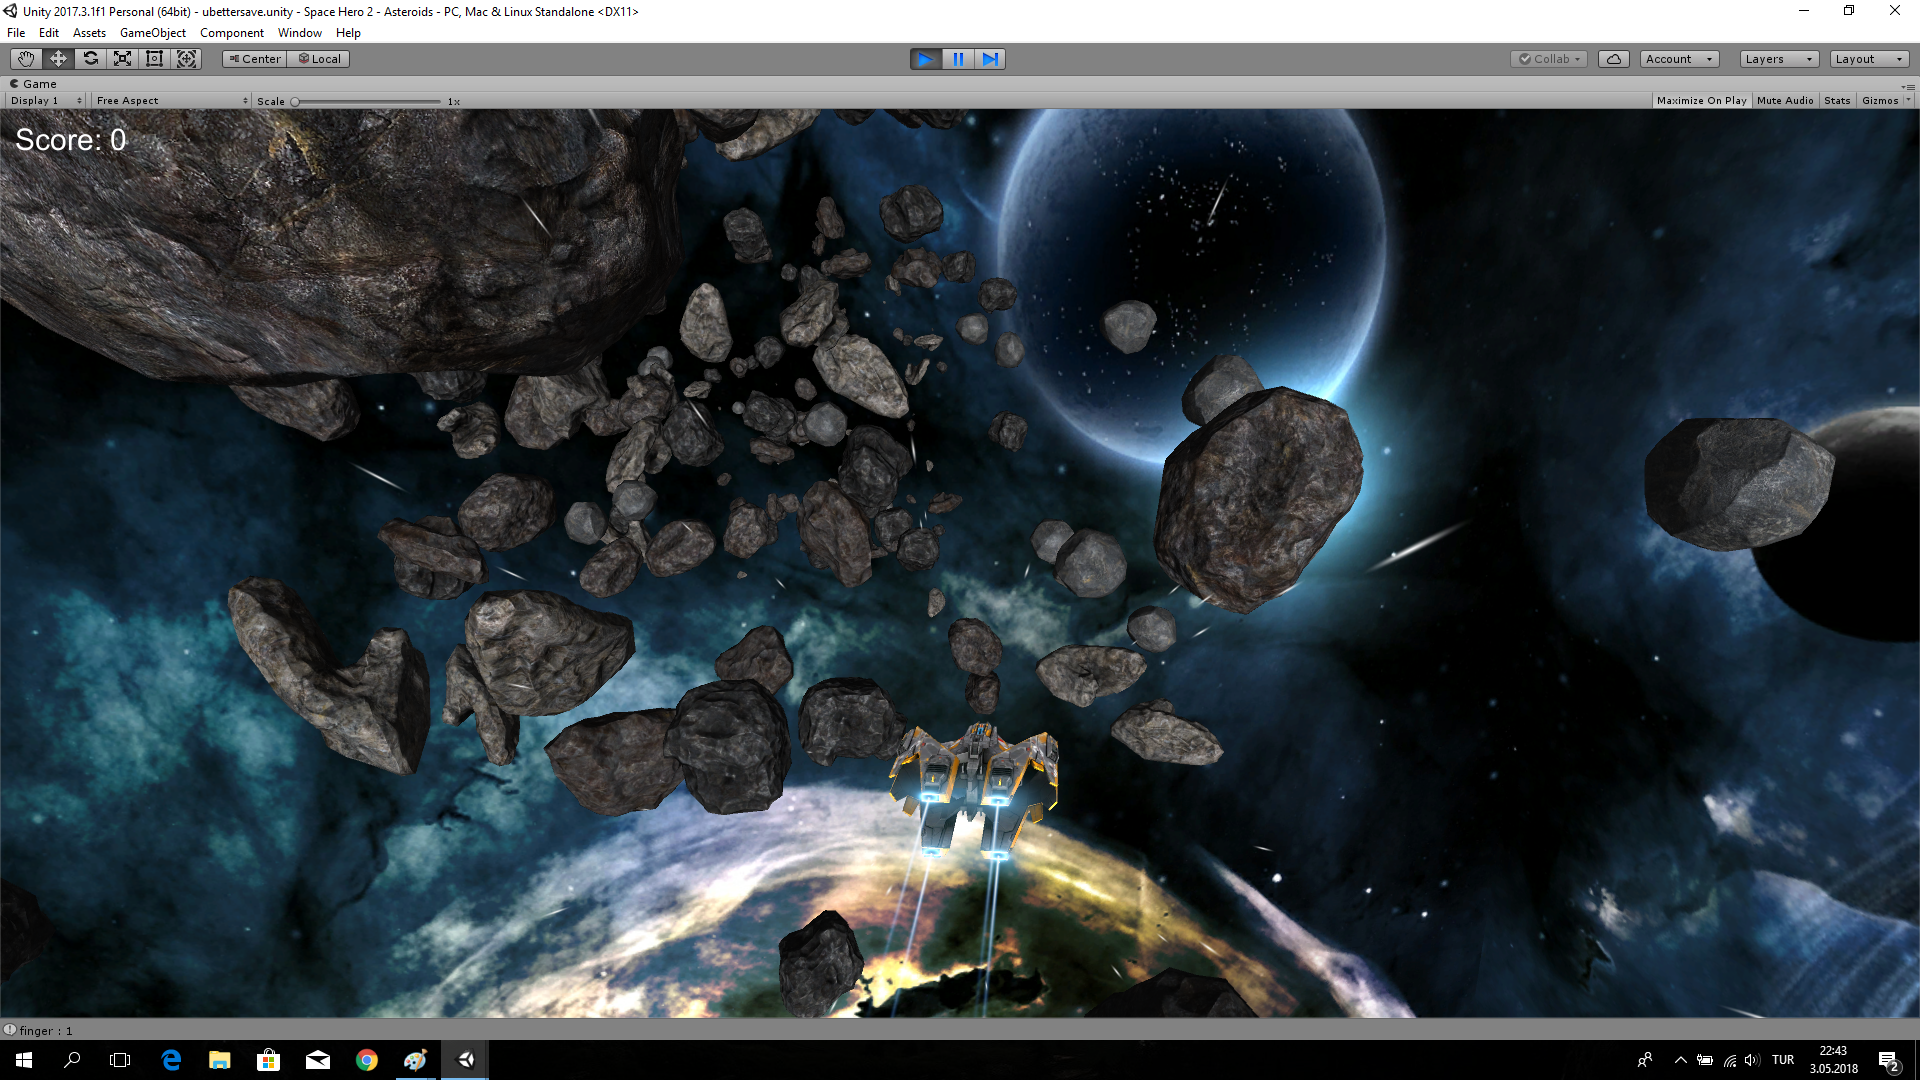 Unity 2017.3.1f1 Personal (64bit) - ubettersave.unity - Space Hero 2 - Asteroids - PC, Mac & Linux Standalone <DX11>
File Edit Assets GameObject Component Window Help
Center Local Collab Account Layers Layout
Game
Display 1 Free Aspect Scale 1x Maximize On Play Mute Audio Stats Gizmos
Score: 0
finger : 1
TUR
22:43
3.05.2018
2